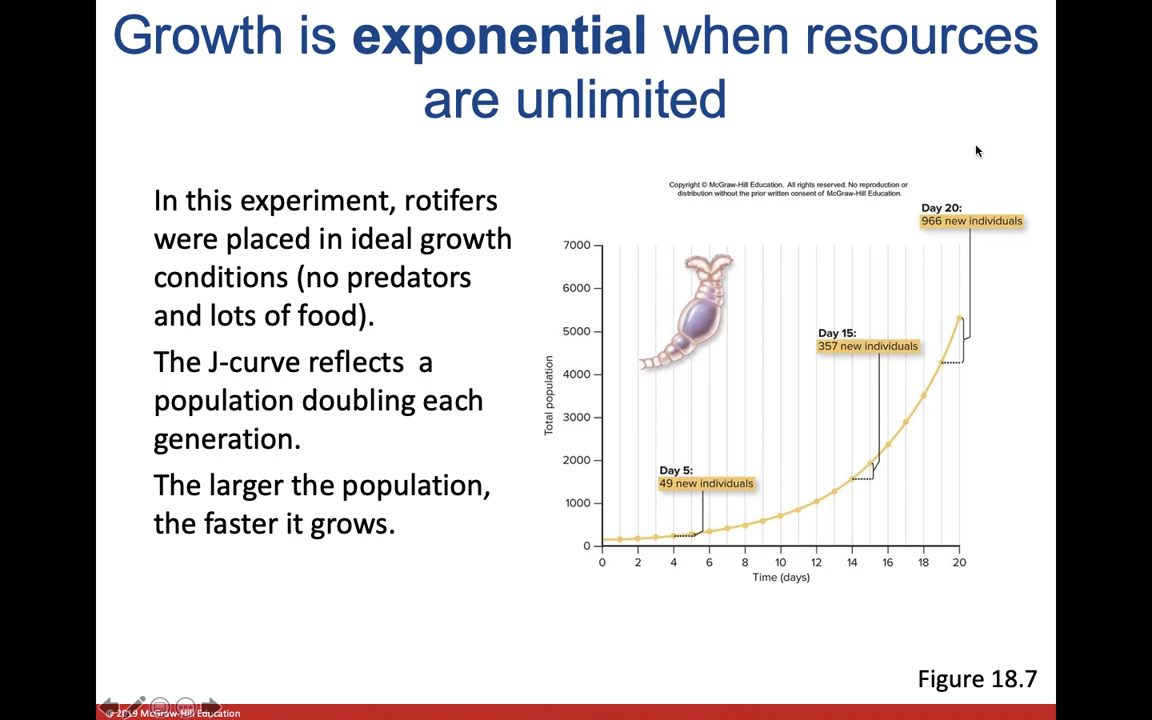 Growth is exponential when resources
are unlimited
In this experiment, rotifers
were placed in ideal growth
conditions (no predators
and lots of food).
The J-curve reflects a
population doubling each
generation.
The larger the population,
the faster it grows.
Copyright © McGraw-Hill Education. All rights reserved. No reproduction or
distribution without the prior written consent of McGraw-Hill Education.
Day 20:
966 new individuals
Day 15:
357 new individuals
Day 5:
49 new individuals
Total population
7000
6000
5000
4000
3000
2000
1000
0
0 2 4 6 8 10 12 14 16 18 20
Time (days)
Figure 18.7
© 2019 McGraw-Hill Education